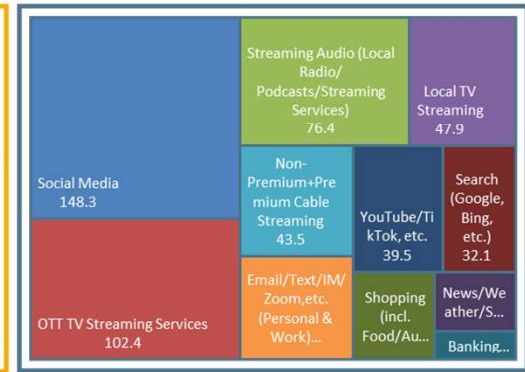 Social Media
148.3
OTT TV Streaming Services
102.4
Streaming Audio (Local
Radio/
Podcasts/Streaming
Services)
76.4
Local TV
Streaming
47.9
Non-
Premium+Pre
mium Cable
Streaming
43.5
YouTube/Ti
kTok, etc.
39.5
Search
(Google,
Bing,
etc.)
32.1
Email/Text/IM/
Zoom,etc.
(Personal &
Work)...
Shopping
(incl.
Food/Au...
News/We
ather/S...
Banking...